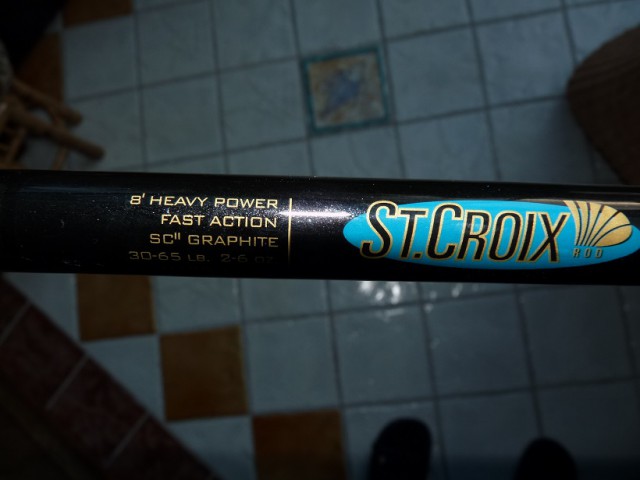 8' HEAVY POWER
FAST ACTION
SCII GRAPHITE
30-65 LB. 2-6 oz
ST.CROIX
ROD